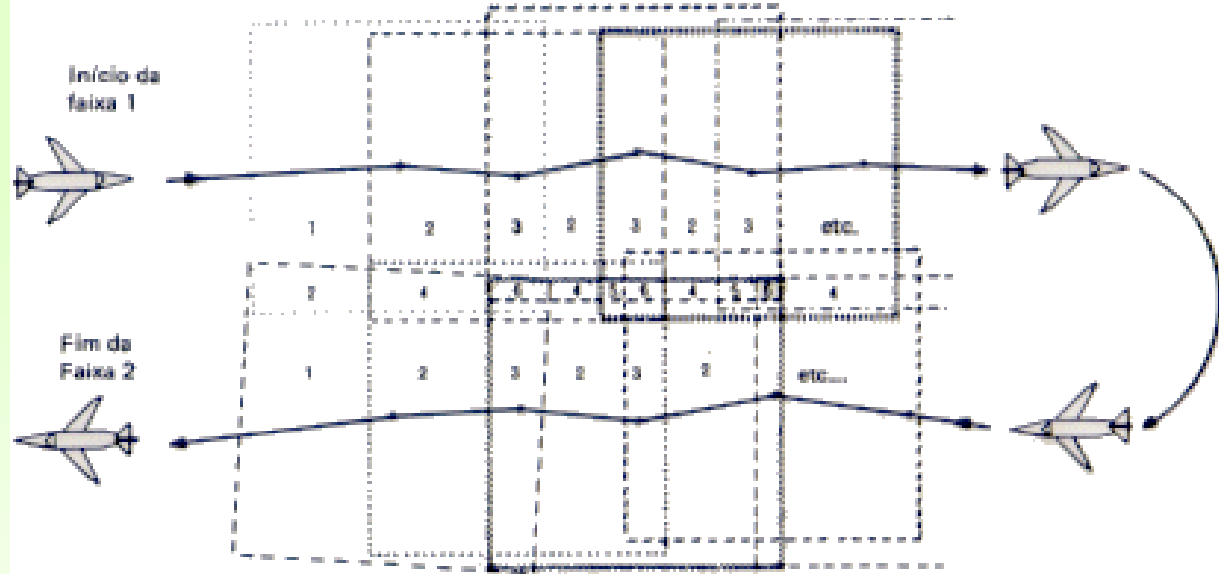 Início da
faixa 1
1 2 3 2 3 2 3 etc.
2 4 4 4 4
Fim da
Faixa 2
1 2 3 2 3 2 etc...